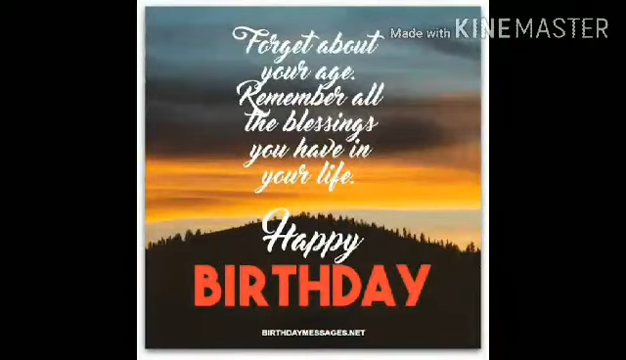 Made with KINEMASTER
Forget about
your age.
Remember all
the blessings
you have in
your life.
Happy
BIRTHDAY
BIRTHDAYMESSAGES.NET